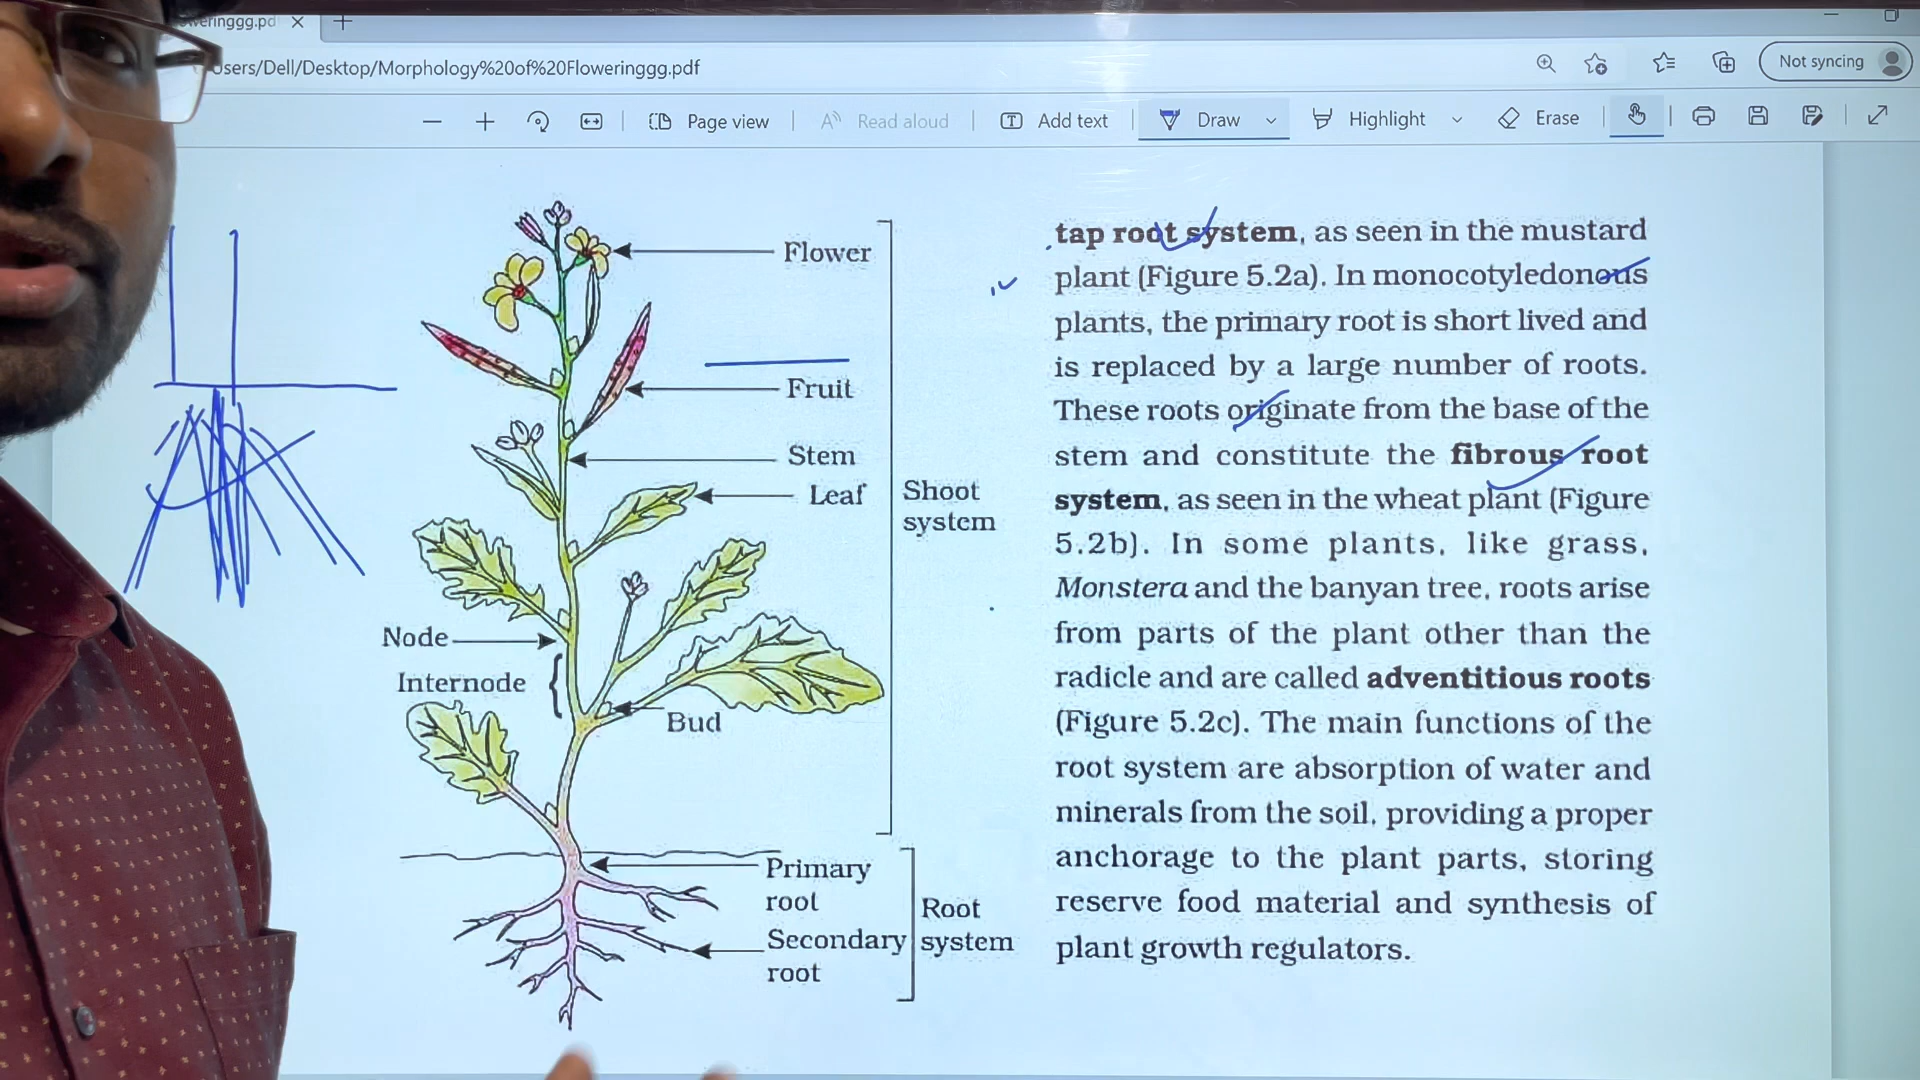 weringgg.pd
sers/Dell/Desktop/Morphology%20of%20Floweringgg.pdf
Not syncing
Page view
Read aloud
Add text
Draw
Highlight
Erase
Flower
Fruit
Stem
Leaf
Shoot
system
Node
Internode
Bud
Primary
root
Secondary
root
Root
system
tap root system, as seen in the mustard
plant (Figure 5.2a). In monocotyledonous
plants, the primary root is short lived and
is replaced by a large number of roots.
These roots originate from the base of the
stem and constitute the fibrous root
system, as seen in the wheat plant (Figure
5.2b). In some plants, like grass,
Monstera and the banyan tree, roots arise
from parts of the plant other than the
radicle and are called adventitious roots
(Figure 5.2c). The main functions of the
root system are absorption of water and
minerals from the soil, providing a proper
anchorage to the plant parts, storing
reserve food material and synthesis of
plant growth regulators.